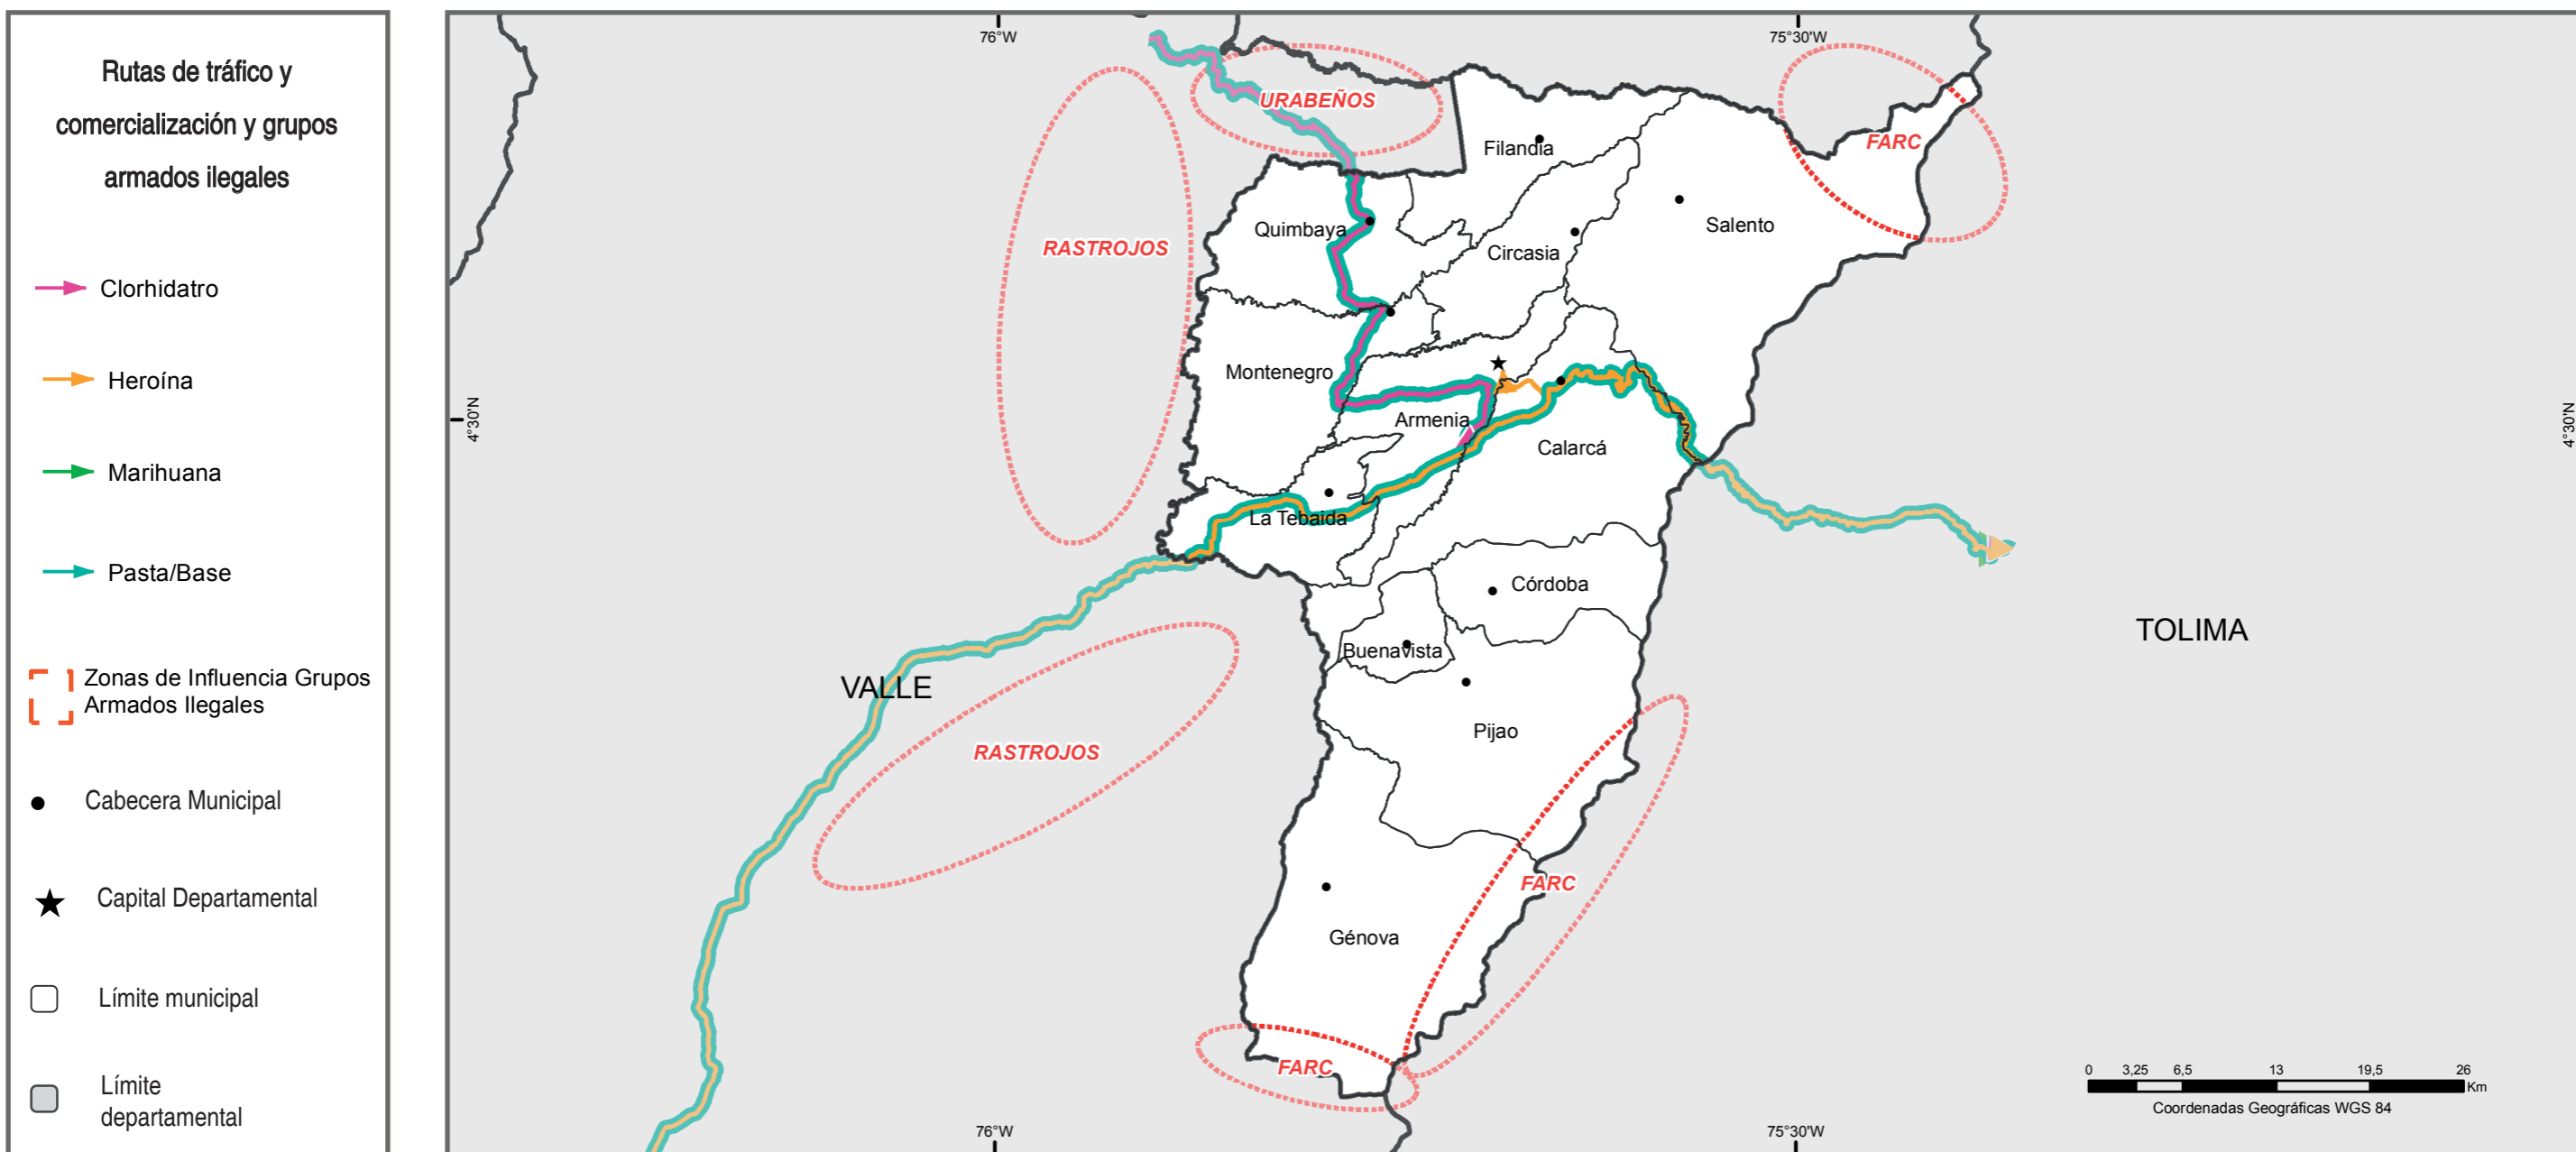 Rutas de tráfico y
comercialización y grupos
armados ilegales
Clorhidatro
Heroína
Marihuana
Pasta/Base
Zonas de Influencia Grupos
Armados Ilegales
Cabecera Municipal
Capital Departamental
Límite municipal
Límite
departamental
76°W
75°30'W
URABEÑOS
FARC
Filandia
RASTROJOS
Quimbaya
Salento
Circasia
Montenegro
4°30'N
4°30'N
Armenia
Calarcá
La Tebaida
Córdoba
TOLIMA
Buenavista
VALLE
Pijao
RASTROJOS
FARC
Génova
FARC
0 3,25 6,5 13 19,5 26
Km
Coordenadas Geográficas WGS 84
76°W
75°30'W